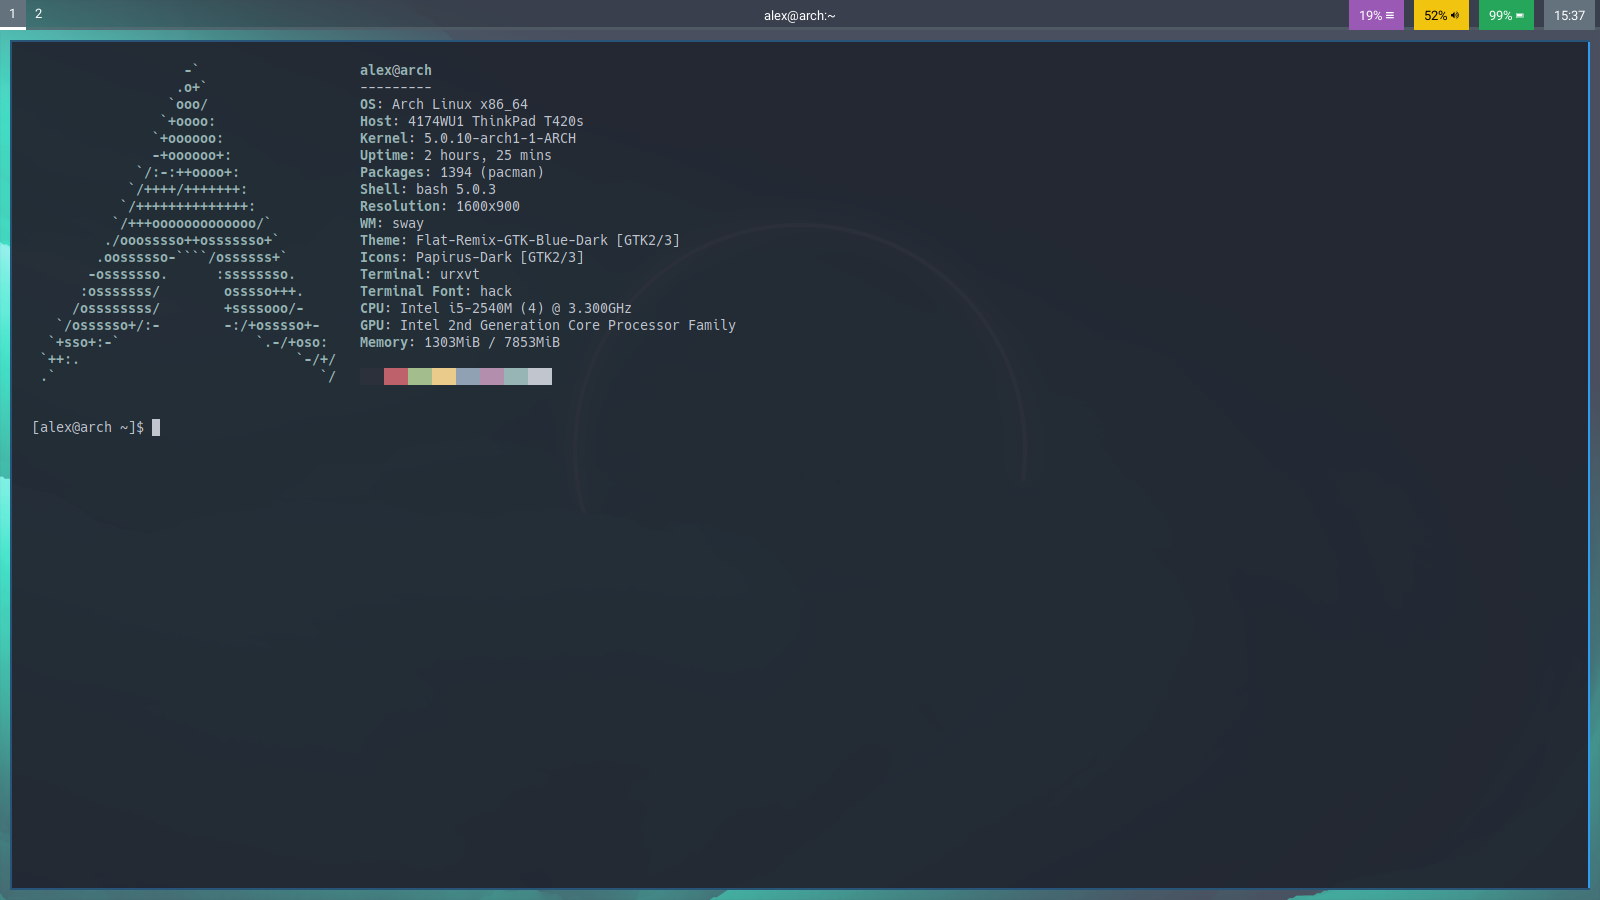 1 2 alex@arch:~ 19% 52% 99% 15:37
-`
.o+`
`ooo/
`+oooo:
`+oooooo:
-+oooooo+:
`/:-:++oooo+:
`/++++/+++++++:
`/++++++++++++++:
`/+++ooooooooooooo/`
./ooosssso++osssssso+`
.oossssso-````/ossssss+`
-osssssso. :ssssssso.
:osssssss/ osssso+++.
/ossssssss/ +ssssooo/-
`/ossssso+/:- -:/+osssso+-
`+sso+:-` `.-/+oso:
`++:. `-/+/
.` `/
alex@arch
---------
OS: Arch Linux x86_64
Host: 4174WU1 ThinkPad T420s
Kernel: 5.0.10-arch1-1-ARCH
Uptime: 2 hours, 25 mins
Packages: 1394 (pacman)
Shell: bash 5.0.3
Resolution: 1600x900
WM: sway
Theme: Flat-Remix-GTK-Blue-Dark [GTK2/3]
Icons: Papirus-Dark [GTK2/3]
Terminal: urxvt
Terminal Font: hack
CPU: Intel i5-2540M (4) @ 3.300GHz
GPU: Intel 2nd Generation Core Processor Family
Memory: 1303MiB / 7853MiB
[alex@arch ~]$